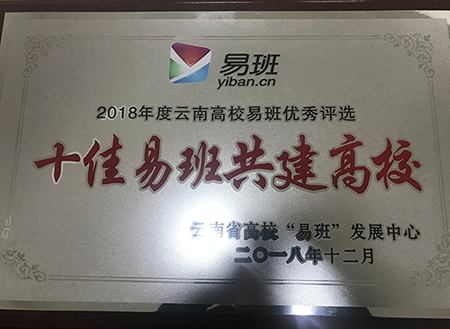 易班
yiban.cn
2018年度云南高校易班优秀评选
十佳易班共建高校
云南省高校“易班”发展中心
二〇一八年十二月